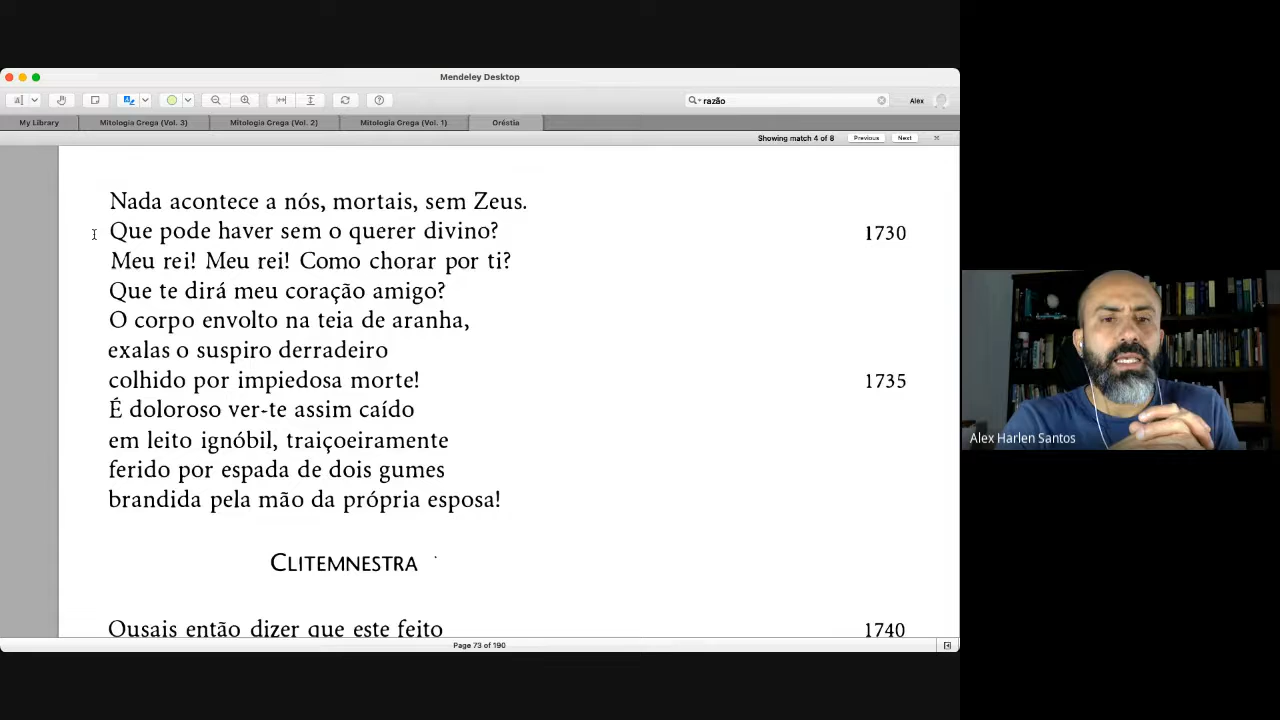 Mendeley Desktop
razão
Alex
My Library
Mitologia Grega (Vol. 3)
Mitologia Grega (Vol. 2)
Mitologia Grega (Vol. 1)
Oréstia
Showing match 4 of 8
Previous
Next
Nada acontece a nós, mortais, sem Zeus.
Que pode haver sem o querer divino? 1730
Meu rei! Meu rei! Como chorar por ti?
Que te dirá meu coração amigo?
O corpo envolto na teia de aranha,
exalas o suspiro derradeiro
colhido por impiedosa morte! 1735
É doloroso ver-te assim caído
em leito ignóbil, traiçoeiramente
ferido por espada de dois gumes
brandida pela mão da própria esposa!
CLITEMNESTRA
Ousais então dizer que este feito 1740
Page 73 of 190
Alex Harlen Santos